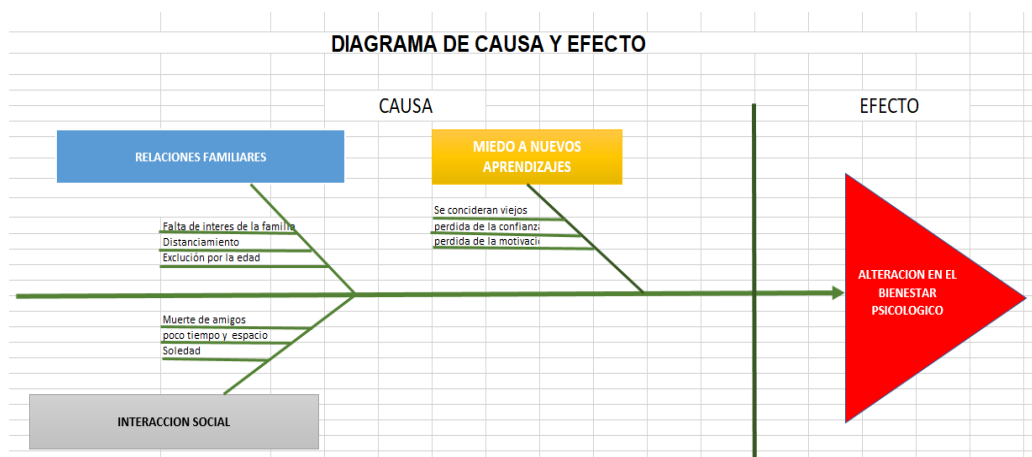 DIAGRAMA DE CAUSA Y EFECTO
CAUSA
EFECTO
RELACIONES FAMILIARES
MIEDO A NUEVOS
APRENDIZAJES
Falta de interes de la familia
Distanciamiento
Exclusión por la edad
Se concideran viejos
perdida de la confianza
perdida de la motivació
ALTERACION EN EL
BIENESTAR
PSICOLOGICO
Muerte de amigos
poco tiempo y espacio
Soledad
INTERACCION SOCIAL